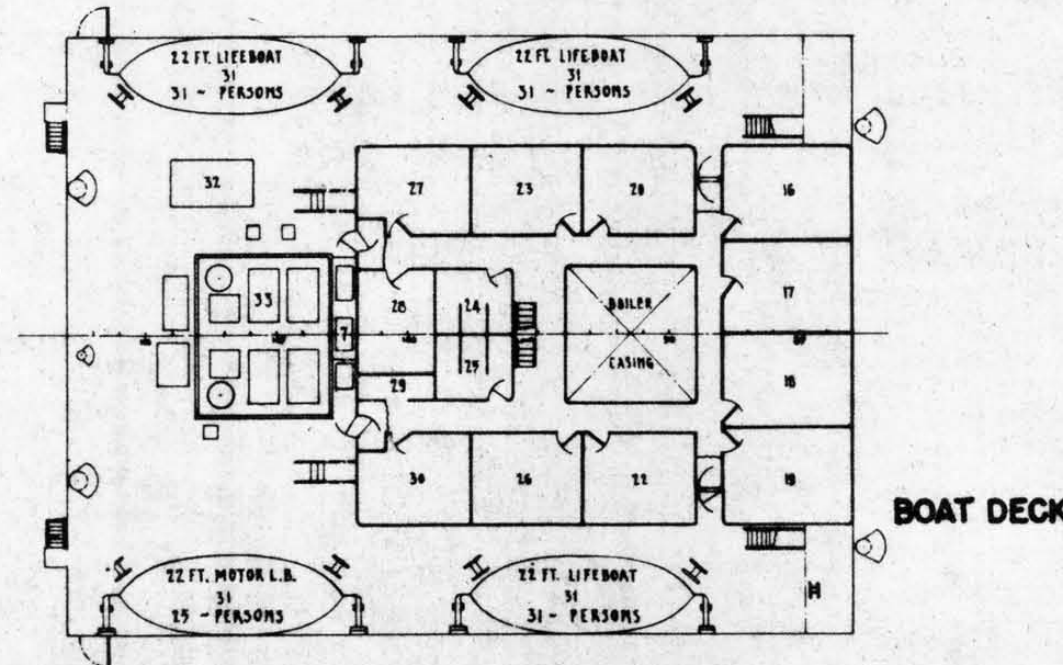 22 FT. LIFEBOAT
31
31 ~ PERSONS
22 FT. LIFEBOAT
31
31 ~ PERSONS
32
27
23
20
16
33
28
24
BOILER
17
7
25
CASING
18
29
30
26
22
19
BOAT DECK
22 FT. MOTOR L.B.
31
25 ~ PERSONS
22 FT. LIFEBOAT
31
31 ~ PERSONS